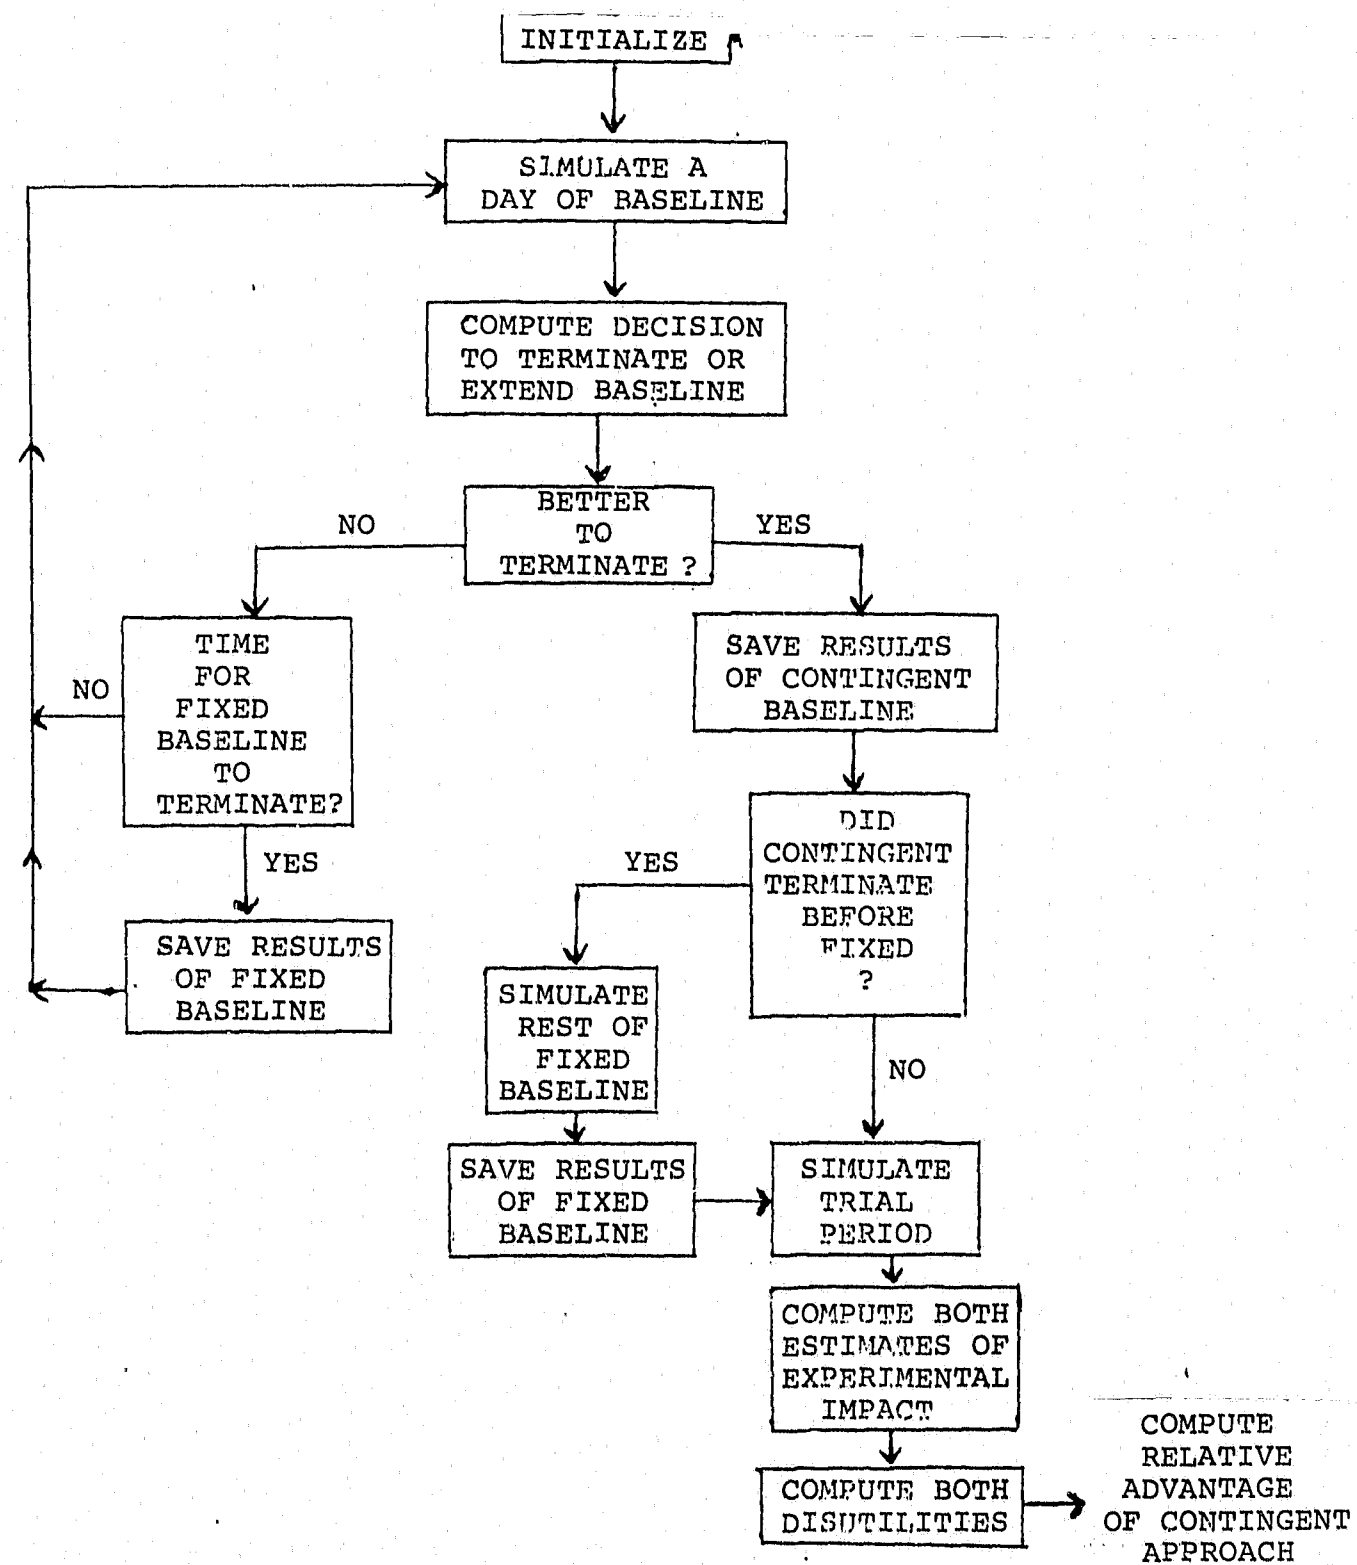 INITIALIZE
SIMULATE A
DAY OF BASELINE
COMPUTE DECISION
TO TERMINATE OR
EXTEND BASELINE
BETTER
TO
TERMINATE ?
NO
YES
TIME
FOR
FIXED
BASELINE
TO
TERMINATE?
NO
YES
SAVE RESULTS
OF FIXED
BASELINE
SAVE RESULTS
OF CONTINGENT
BASELINE
DID
CONTINGENT
TERMINATE
BEFORE
FIXED
?
YES
NO
SIMULATE
REST OF
FIXED
BASELINE
SAVE RESULTS
OF FIXED
BASELINE
SIMULATE
TRIAL
PERIOD
COMPUTE BOTH
ESTIMATES OF
EXPERIMENTAL
IMPACT
COMPUTE BOTH
DISUTILITIES
COMPUTE
RELATIVE
ADVANTAGE
OF CONTINGENT
APPROACH